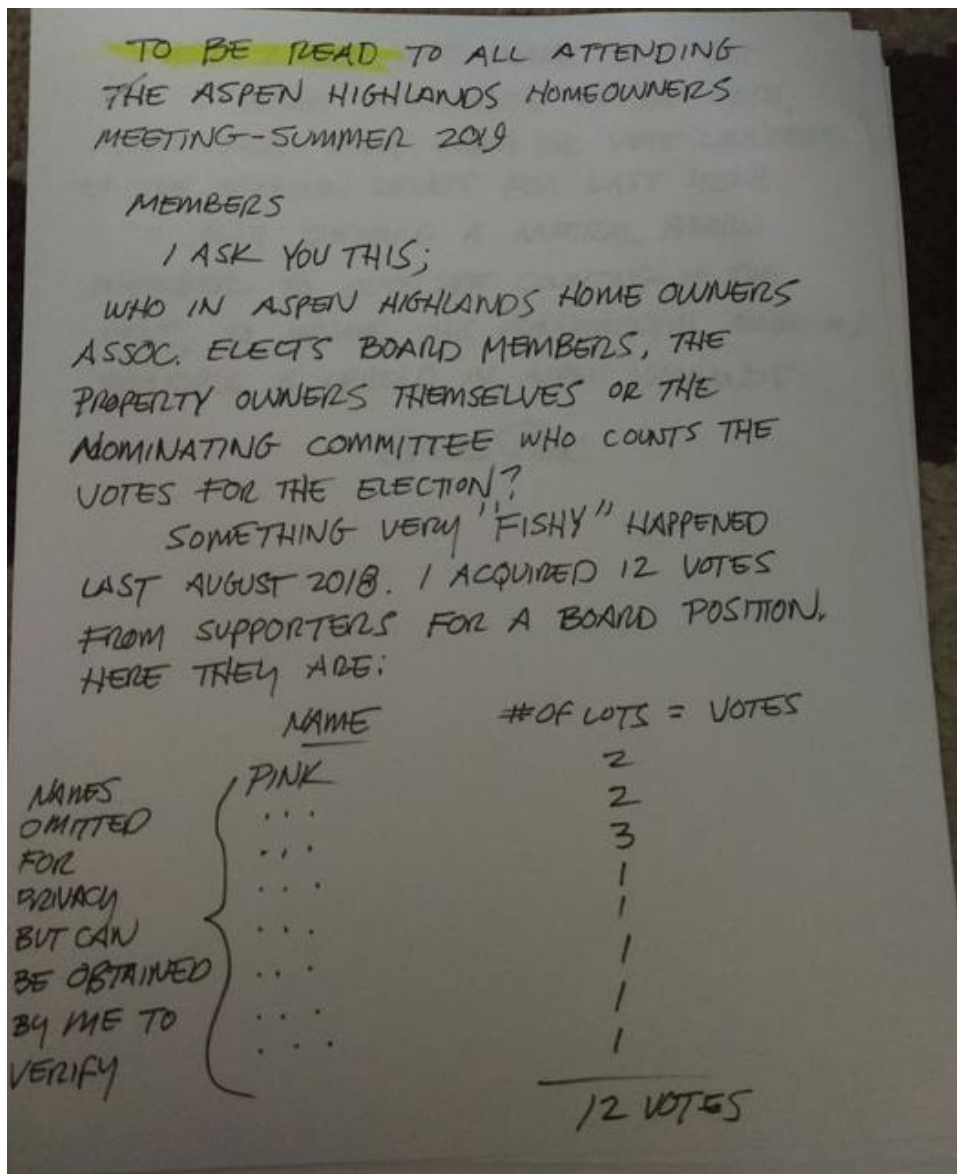 TO BE READ TO ALL ATTENDING
THE ASPEN HIGHLANDS HOMEOWNERS
MEETING-SUMMER 2019
MEMBERS
I ASK YOU THIS;
WHO IN ASPEN HIGHLANDS HOME OWNERS
ASSOC. ELECTS BOARD MEMBERS, THE
PROPERTY OWNERS THEMSELVES OR THE
NOMINATING COMMITTEE WHO COUNTS THE
VOTES FOR THE ELECTION?
SOMETHING VERY "FISHY" HAPPENED
LAST AUGUST 2018. I ACQUIRED 12 VOTES
FROM SUPPORTERS FOR A BOARD POSITION.
HERE THEY ARE:
NAME #OF LOTS = VOTES
PINK 2
... 2
... 3
... 1
... 1
... 1
... 1
... 1
NAMES
OMITTED
FOR
PRIVACY
BUT CAN
BE OBTAINED
BY ME TO
VERIFY
12 VOTES